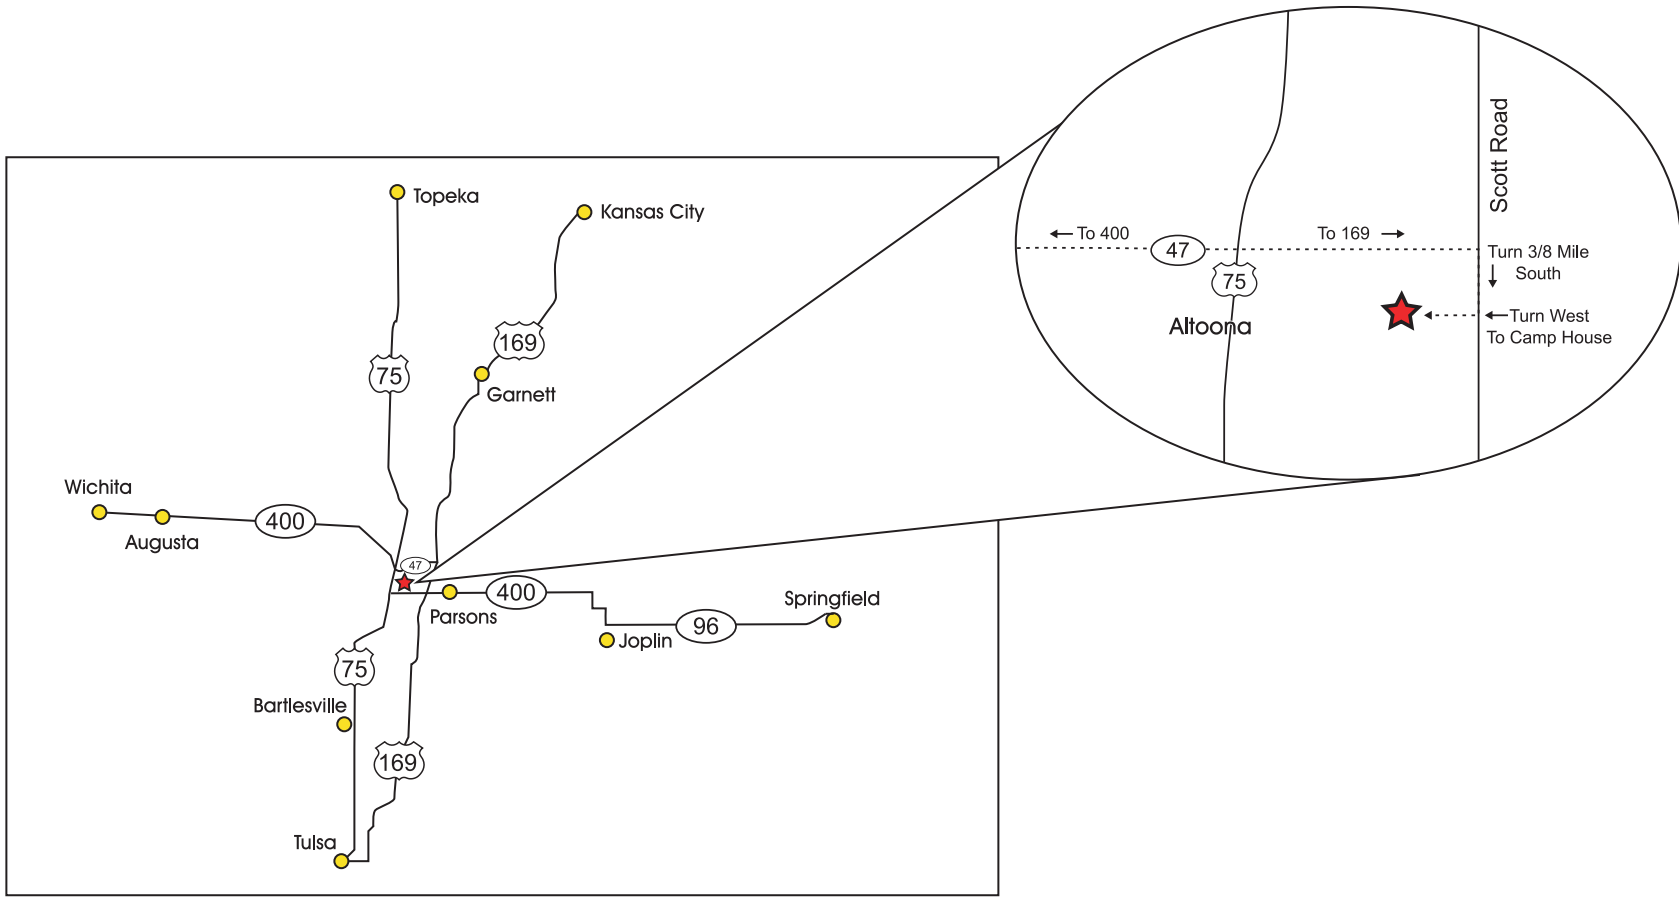 Topeka
Kansas City
169
75
Garnett
Wichita
400
Augusta
47
Parsons
400
Springfield
96
Joplin
75
Bartlesville
169
Tulsa
Scott Road
To 400
47
To 169
Turn 3/8 Mile
South
75
Altoona
Turn West
To Camp House